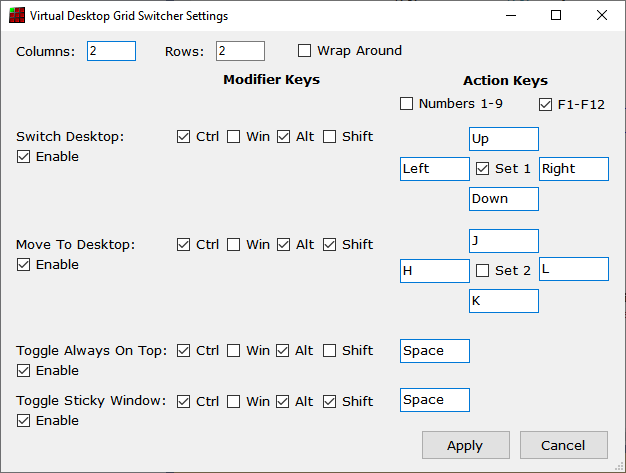 Virtual Desktop Grid Switcher Settings
Columns: 2 Rows: 2 Wrap Around
Modifier Keys Action Keys
Numbers 1-9 F1-F12
Switch Desktop: Ctrl Win Alt Shift Up
Enable Left Set 1 Right
Down
Move To Desktop: Ctrl Win Alt Shift J
Enable H Set 2 L
K
Toggle Always On Top: Ctrl Win Alt Shift Space
Enable
Toggle Sticky Window: Ctrl Win Alt Shift Space
Enable
Apply Cancel